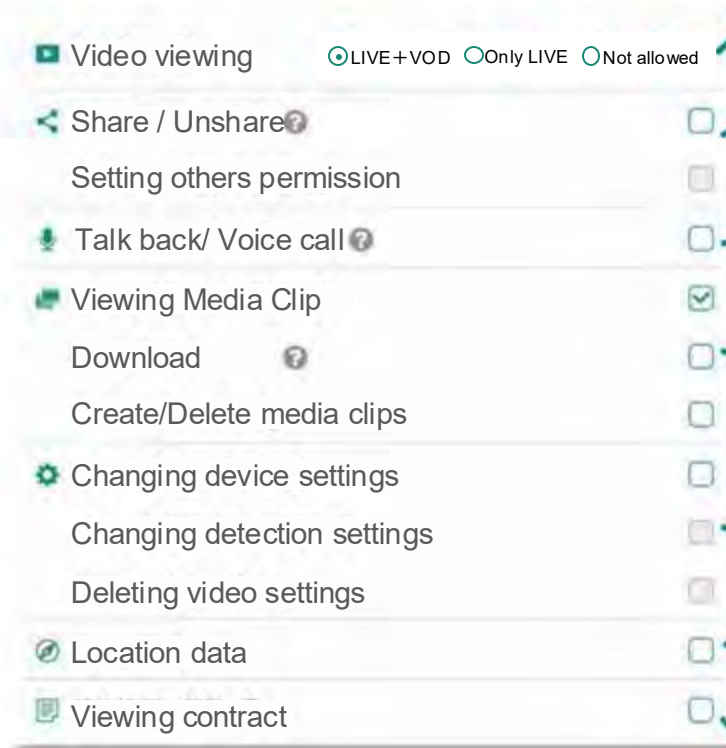 Video viewing LIVE+VOD Only LIVE Not allowed
Share / Unshare?
Setting others permission
Talk back/ Voice call?
Viewing Media Clip
Download ?
Create/Delete media clips
Changing device settings
Changing detection settings
Deleting video settings
Location data
Viewing contract